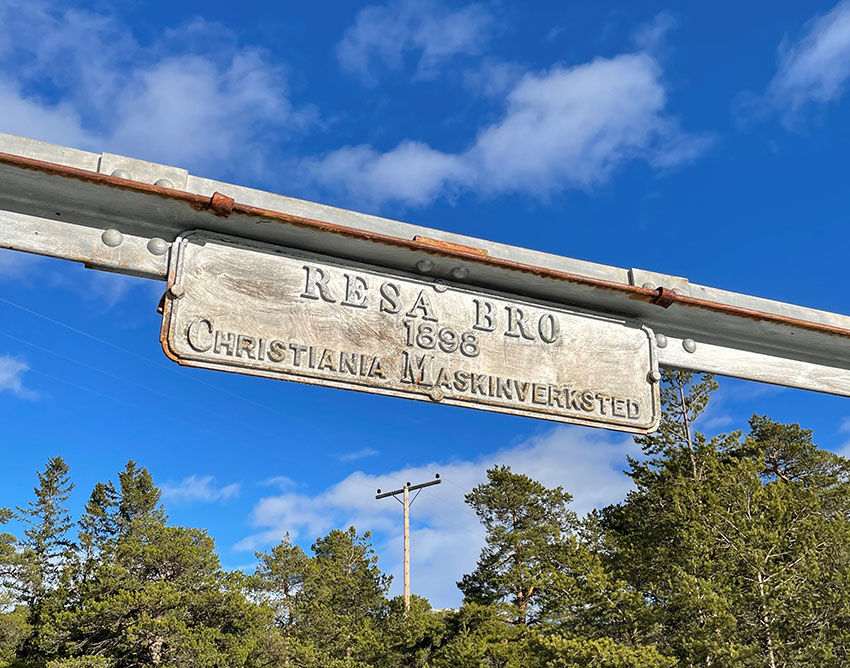 RESA BRO
1898
CHRISTIANIA MASKINVERKSTED